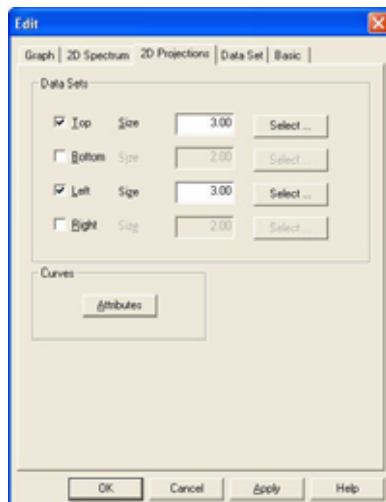 Edit
Graph 2D Spectrum 2D Projections Data Set Basic
Data Sets
Top Size 3.00 Select ...
Bottom Size 2.00 Select ...
Left Size 3.00 Select ...
Right Size 2.00 Select ...
Curves
Attributes
OK Cancel Apply Help